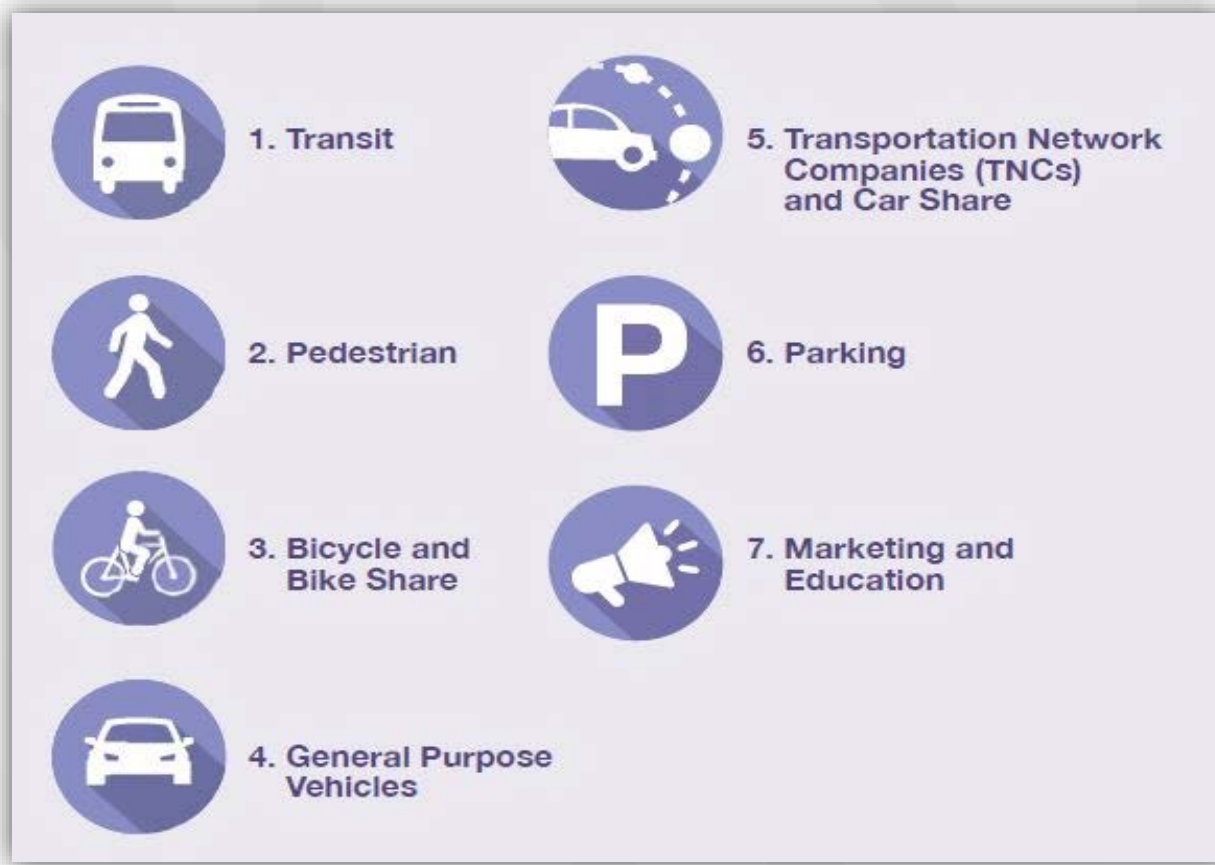 1. Transit
2. Pedestrian
3. Bicycle and
Bike Share
4. General Purpose
Vehicles
5. Transportation Network
Companies (TNCs)
and Car Share
P
6. Parking
7. Marketing and
Education